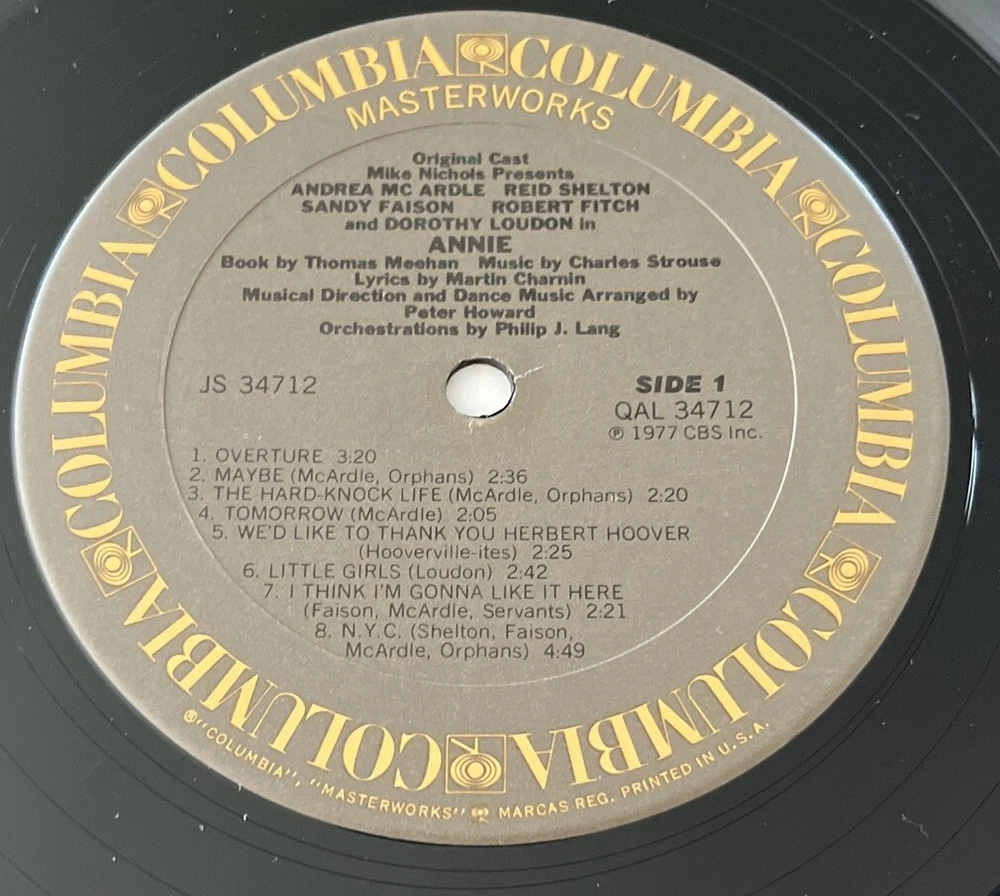 COLUMBIA COLUMBIA COLUMBIA COLUMBIA COLUMBIA COLUMBIA
MASTERWORKS
Original Cast
Mike Nichols Presents
ANDREA MC ARDLE REID SHELTON
SANDY FAISON ROBERT FITCH
and DOROTHY LOUDON in
ANNIE
Book by Thomas Meehan Music by Charles Strouse
Lyrics by Martin Charnin
Musical Direction and Dance Music Arranged by
Peter Howard
Orchestrations by Philip J. Lang
JS 34712
SIDE 1
QAL 34712
℗ 1977 CBS Inc.
1. OVERTURE 3:20
2. MAYBE (McArdle, Orphans) 2:36
3. THE HARD-KNOCK LIFE (McArdle, Orphans) 2:20
4. TOMORROW (McArdle) 2:05
5. WE'D LIKE TO THANK YOU HERBERT HOOVER
(Hooverville-ites) 2:25
6. LITTLE GIRLS (Loudon) 2:42
7. I THINK I'M GONNA LIKE IT HERE
(Faison, McArdle, Servants) 2:21
8. N.Y.C. (Shelton, Faison,
McArdle, Orphans) 4:49
®"COLUMBIA", "MASTERWORKS" MARCAS REG. PRINTED IN U.S.A.